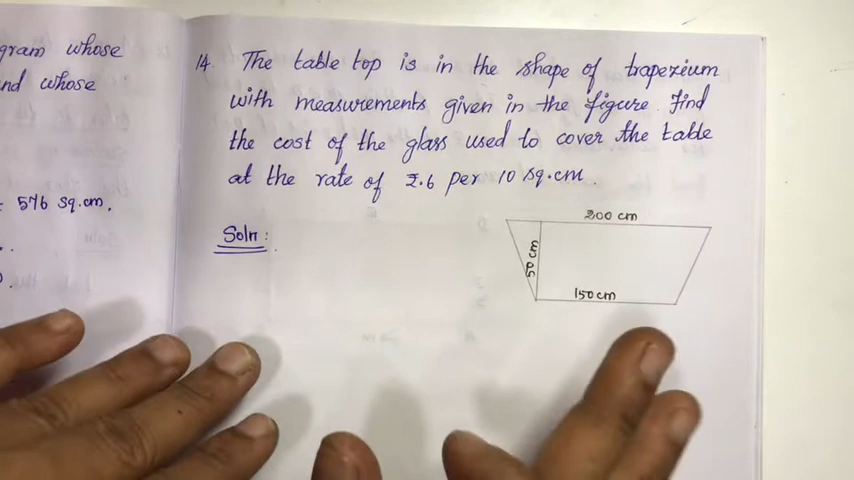 gram whose
nd whose
= 576 sq.cm.
14. The table top is in the shape of trapezium
with measurements given in the figure. Find
the cost of the glass used to cover the table
at the rate of ₹.6 per 10 sq.cm.
Soln:
200 cm
50 cm
150 cm